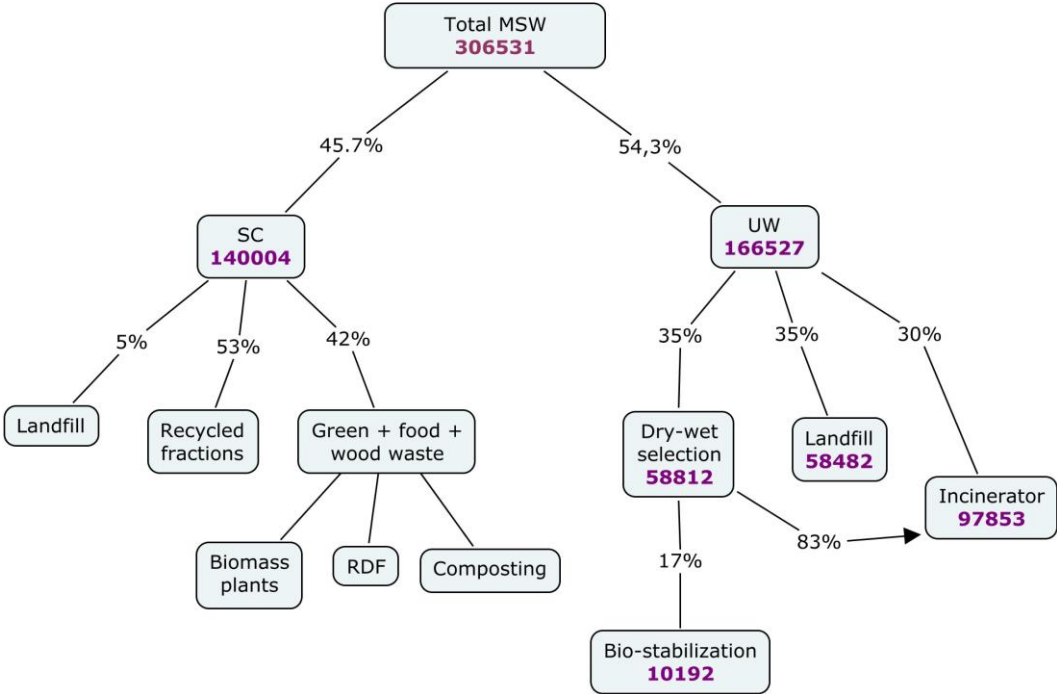 Total MSW
306531
45.7%
54,3%
SC
140004
UW
166527
5%
53%
42%
35%
35%
30%
Landfill
Recycled
fractions
Green + food +
wood waste
Dry-wet
selection
58812
Landfill
58482
Incinerator
97853
Biomass
plants
RDF
Composting
17%
83%
Bio-stabilization
10192